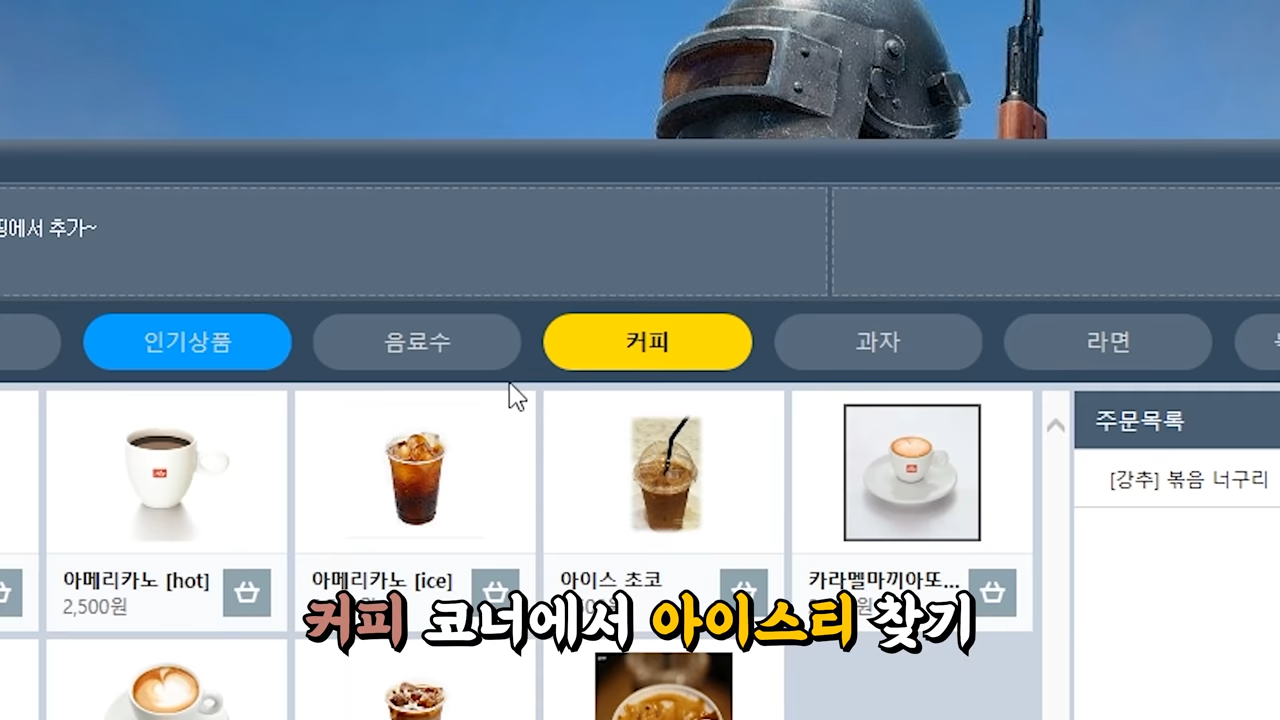 에서 추가~
인기상품
음료수
커피
과자
라면
주문목록
[강추] 볶음 너구리
아메리카노 [hot]
2,500원
아메리카노 [ice]
아이스 초코
카라멜마끼아또...
커피 코너에서 아이스티 찾기